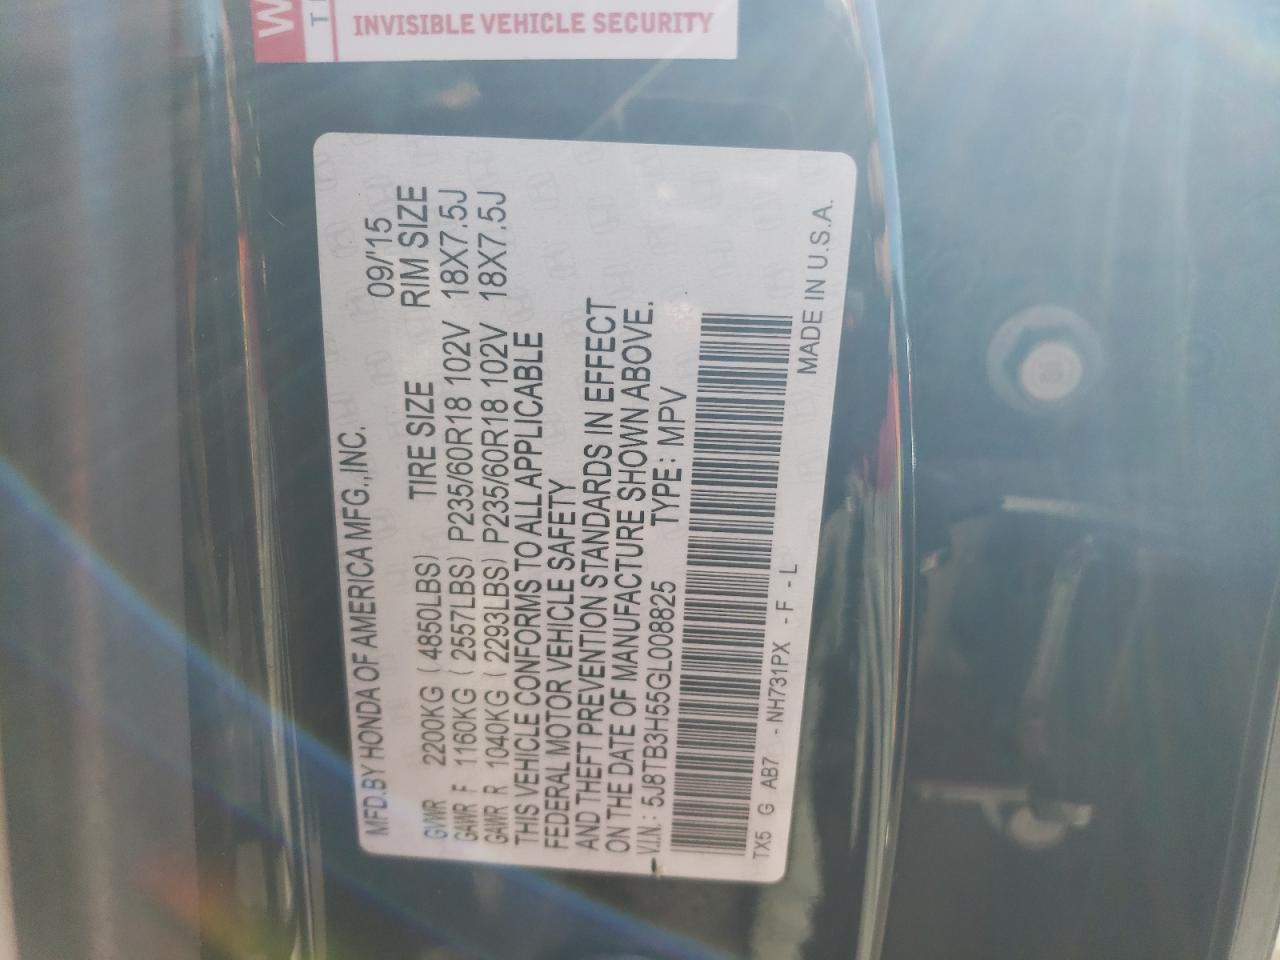 INVISIBLE VEHICLE SECURITY
MFD.BY HONDA OF AMERICA MFG.,INC. 09/'15
GVWR 2200KG ( 4850LBS) TIRE SIZE RIM SIZE
GAWR F 1160KG ( 2557LBS) P235/60R18 102V 18X7.5J
GAWR R 1040KG ( 2293LBS) P235/60R18 102V 18X7.5J
THIS VEHICLE CONFORMS TO ALL APPLICABLE
FEDERAL MOTOR VEHICLE SAFETY
AND THEFT PREVENTION STANDARDS IN EFFECT
ON THE DATE OF MANUFACTURE SHOWN ABOVE.
V.I.N.: 5J8TB3H55GL008825 TYPE : MPV
TX5 G AB7 - NH731PX - F - L
MADE IN U.S.A.